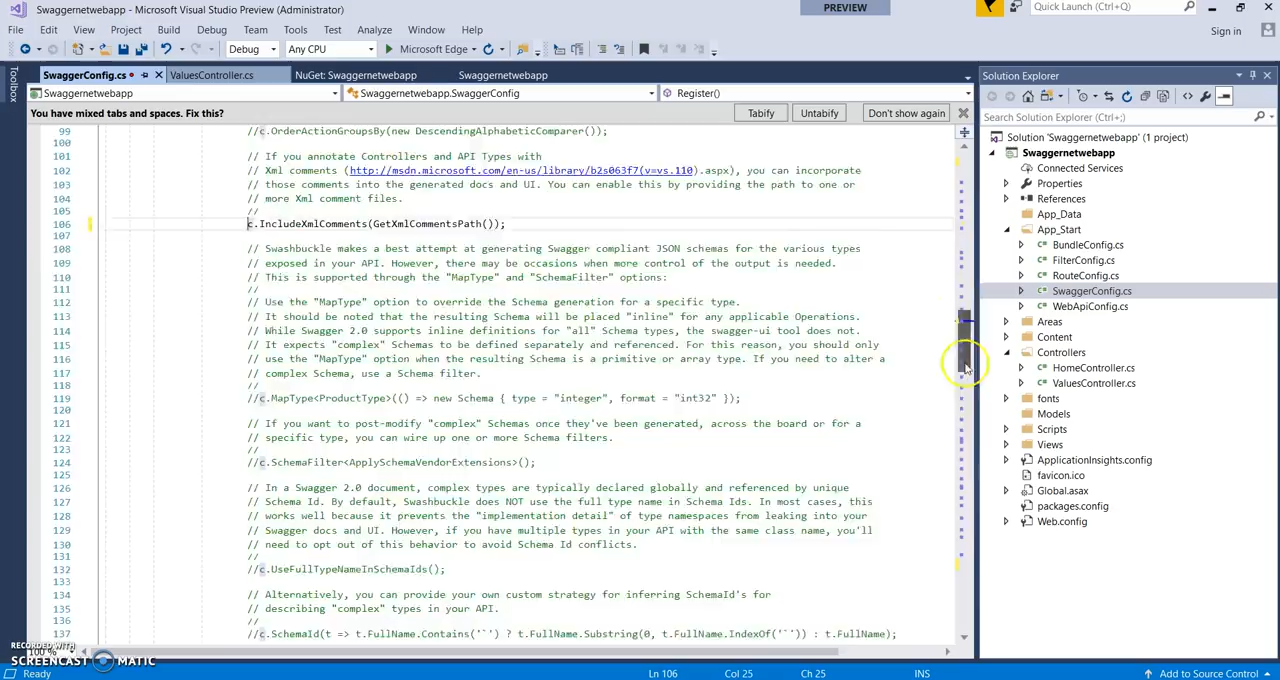 Swaggernetwebapp - Microsoft Visual Studio Preview (Administrator)
PREVIEW
Quick Launch (Ctrl+Q)
File Edit View Project Build Debug Team Tools Test Analyze Window Help
Sign in
Debug Any CPU Microsoft Edge
Toolbox
SwaggerConfig.cs ValuesController.cs NuGet: Swaggernetwebapp Swaggernetwebapp
Swaggernetwebapp Swaggernetwebapp.SwaggerConfig Register()
You have mixed tabs and spaces. Fix this? Tabify Untabify Don't show again
99 //c.OrderActionGroupsBy(new DescendingAlphabeticComparer());
100
101 // If you annotate Controllers and API Types with
102 // Xml comments (http://msdn.microsoft.com/en-us/library/b2s063f7(v=vs.110).aspx), you can incorporate
103 // those comments into the generated docs and UI. You can enable this by providing the path to one or
104 // more Xml comment files.
105 //
106 c.IncludeXmlComments(GetXmlCommentsPath());
107
108 // Swashbuckle makes a best attempt at generating Swagger compliant JSON schemas for the various types
109 // exposed in your API. However, there may be occasions when more control of the output is needed.
110 // This is supported through the "MapType" and "SchemaFilter" options:
111 //
112 // Use the "MapType" option to override the Schema generation for a specific type.
113 // It should be noted that the resulting Schema will be placed "inline" for any applicable Operations.
114 // While Swagger 2.0 supports inline definitions for "all" Schema types, the swagger-ui tool does not.
115 // It expects "complex" Schemas to be defined separately and referenced. For this reason, you should only
116 // use the "MapType" option when the resulting Schema is a primitive or array type. If you need to alter a
117 // complex Schema, use a Schema filter.
118 //
119 //c.MapType<ProductType>(() => new Schema { type = "integer", format = "int32" });
120
121 // If you want to post-modify "complex" Schemas once they've been generated, across the board or for a
122 // specific type, you can wire up one or more Schema filters.
123 //
124 //c.SchemaFilter<ApplySchemaVendorExtensions>();
125
126 // In a Swagger 2.0 document, complex types are typically declared globally and referenced by unique
127 // Schema Id. By default, Swashbuckle does NOT use the full type name in Schema Ids. In most cases, this
128 // works well because it prevents the "implementation detail" of type namespaces from leaking into your
129 // Swagger docs and UI. However, if you have multiple types in your API with the same class name, you'll
130 // need to opt out of this behavior to avoid Schema Id conflicts.
131 //
132 //c.UseFullTypeNameInSchemaIds();
133
134 // Alternatively, you can provide your own custom strategy for inferring SchemaId's for
135 // describing "complex" types in your API.
136 //
137 //c.SchemaId(t => t.FullName.Contains('`') ? t.FullName.Substring(0, t.FullName.IndexOf('`')) : t.FullName);
Solution Explorer
Search Solution Explorer (Ctrl+;)
Solution 'Swaggernetwebapp' (1 project)
Swaggernetwebapp
Connected Services
Properties
References
App_Data
App_Start
BundleConfig.cs
FilterConfig.cs
RouteConfig.cs
SwaggerConfig.cs
WebApiConfig.cs
Areas
Content
Controllers
HomeController.cs
ValuesController.cs
fonts
Models
Scripts
Views
ApplicationInsights.config
favicon.ico
Global.asax
packages.config
Web.config
RECORDED WITH
SCREENCAST MATIC
100 %
Ready Ln 106 Col 25 Ch 25 INS Add to Source Control